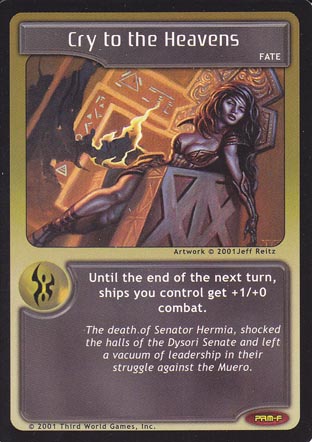 Cry to the Heavens
FATE
Artwork © 2001Jeff Reitz
Until the end of the next turn,
ships you control get +1/+0
combat.
The death of Senator Hermia, shocked
the halls of the Dysori Senate and left
a vacuum of leadership in their
struggle against the Muero.
© 2001 Third World Games, Inc.
PRM-F